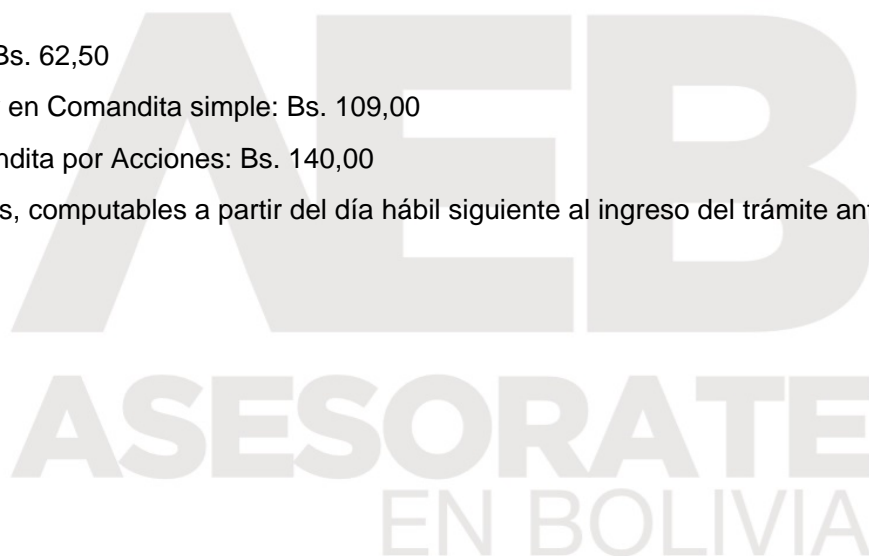 Bs. 62,50
en Comandita simple: Bs. 109,00
ndita por Acciones: Bs. 140,00
s, computables a partir del día hábil siguiente al ingreso del trámite ant
AEB
ASESORATE
EN BOLIVIA